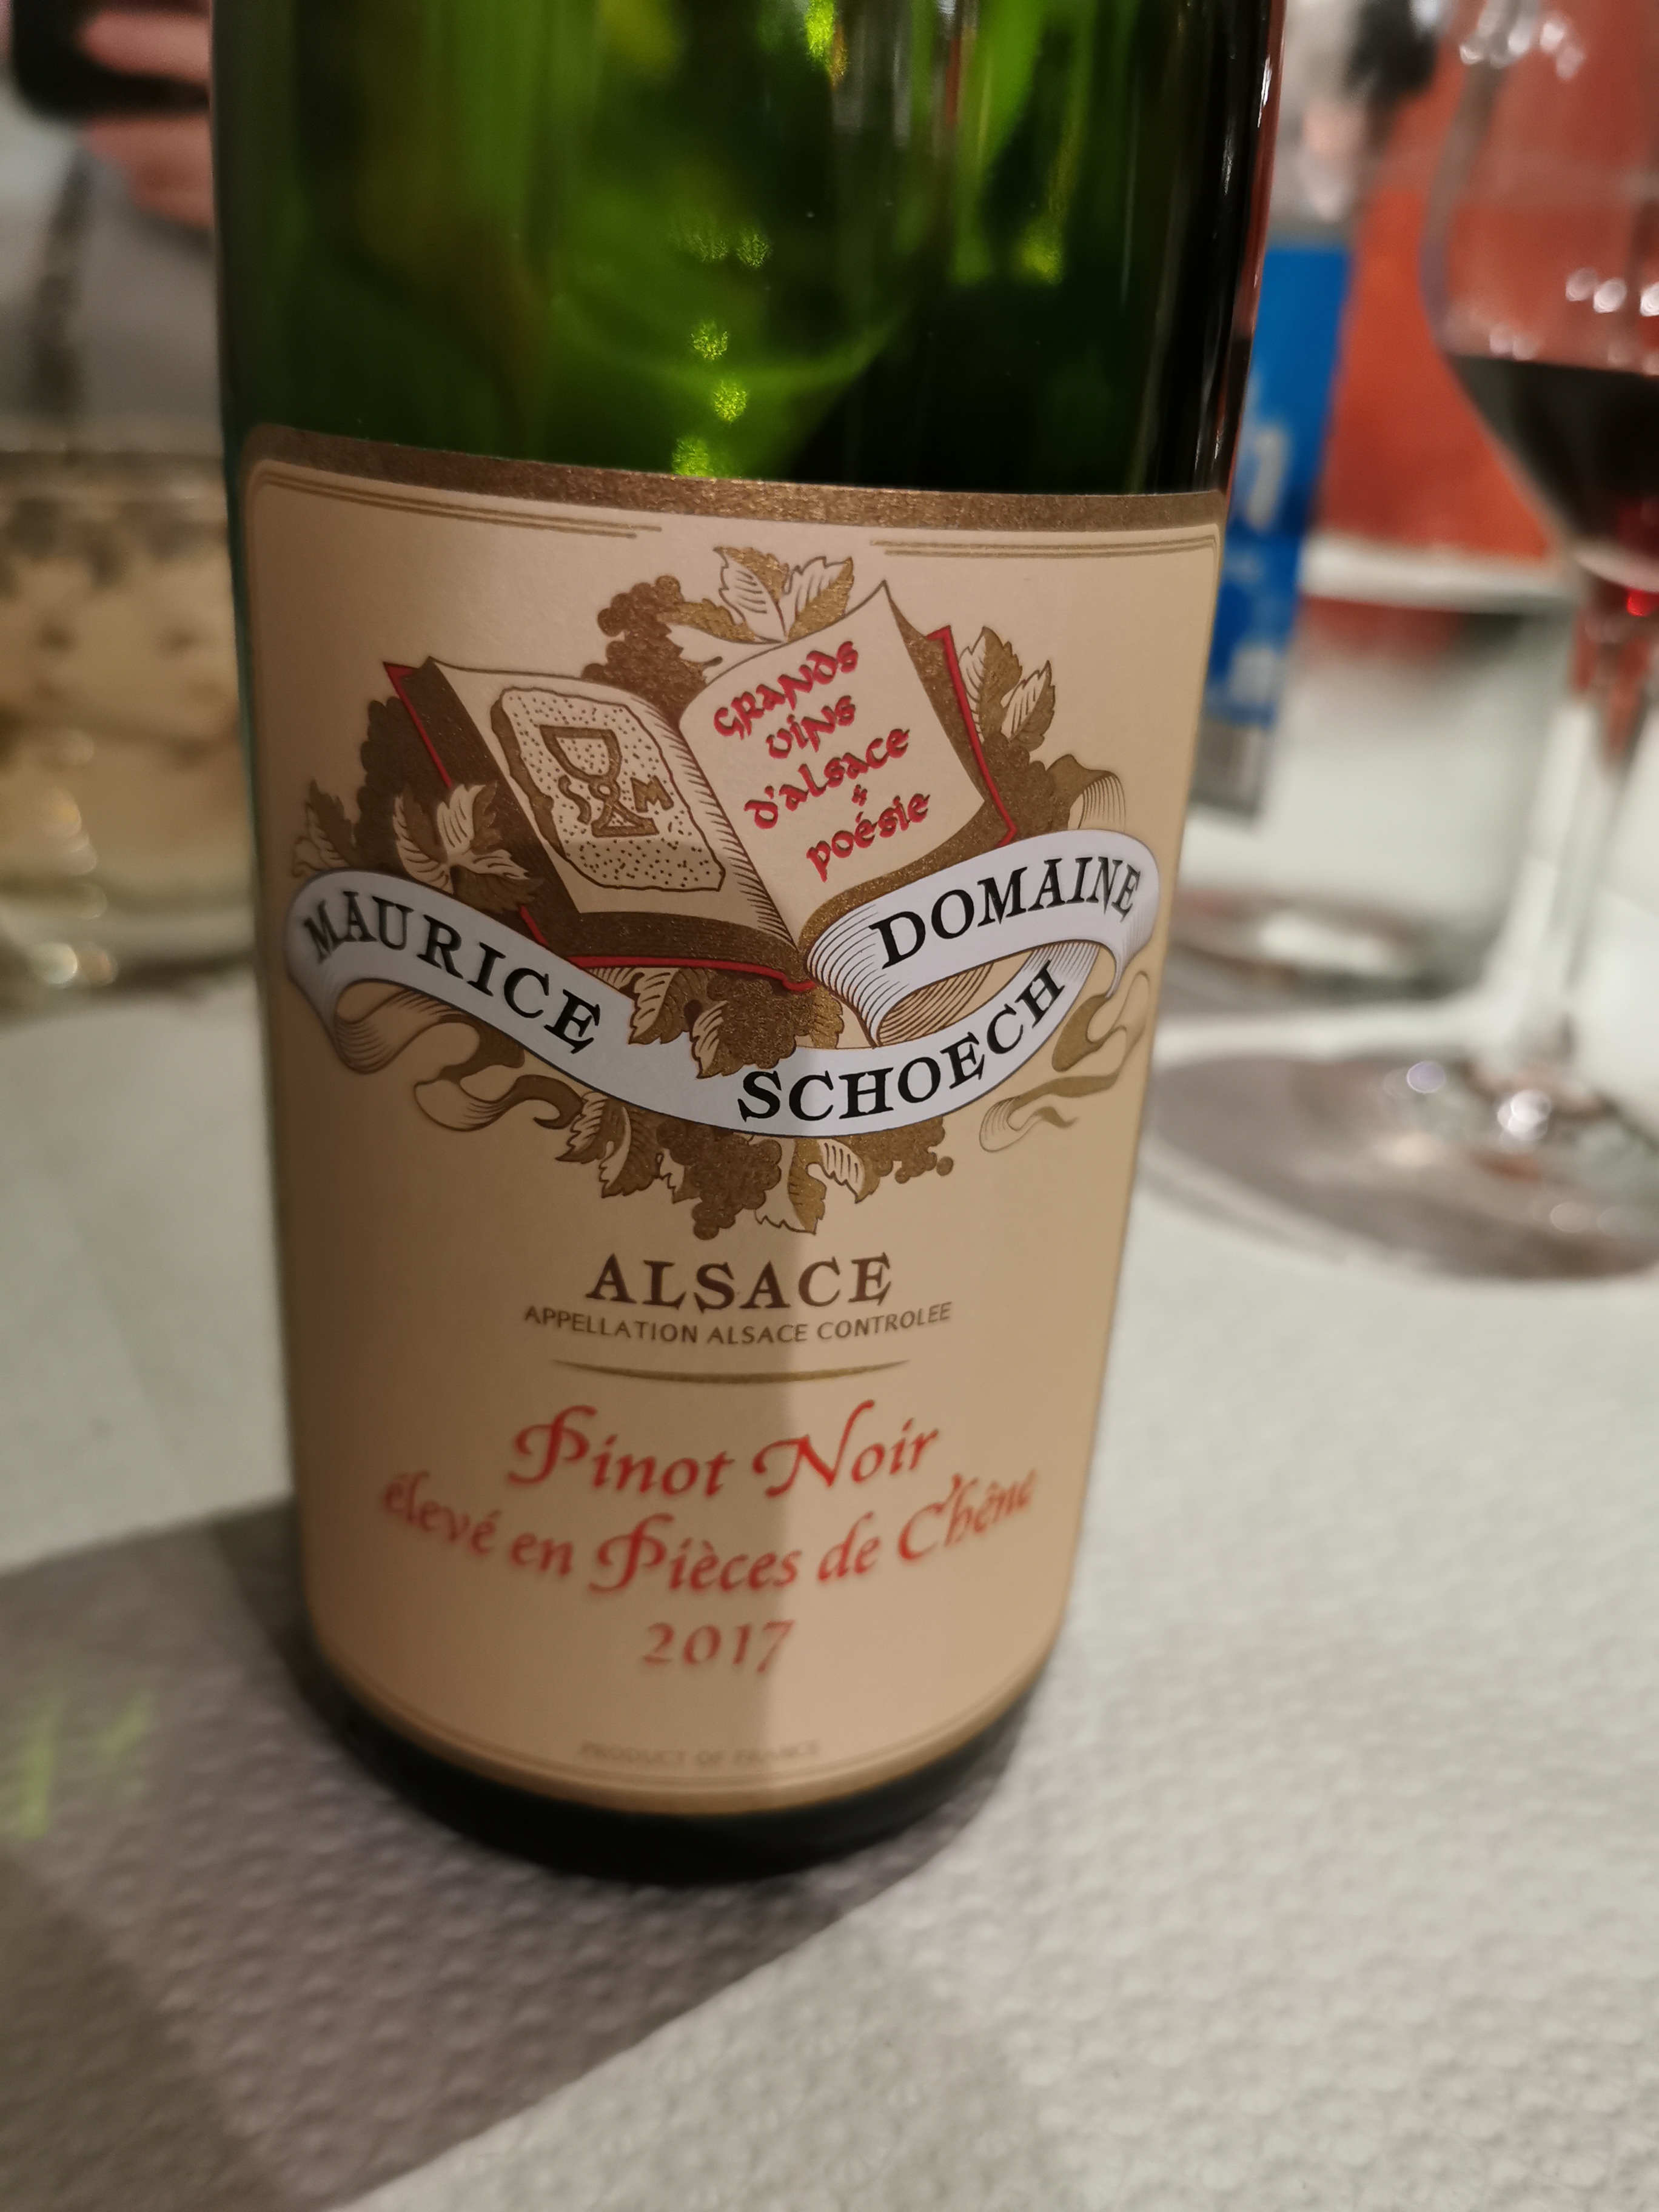 GRANDS
vins
d'alsace
&
poésie
S M
DOMAINE
MAURICE SCHOECH
ALSACE
APPELLATION ALSACE CONTROLEE
Pinot Noir
élevé en Pièces de Chêne
2017
PRODUCT OF FRANCE